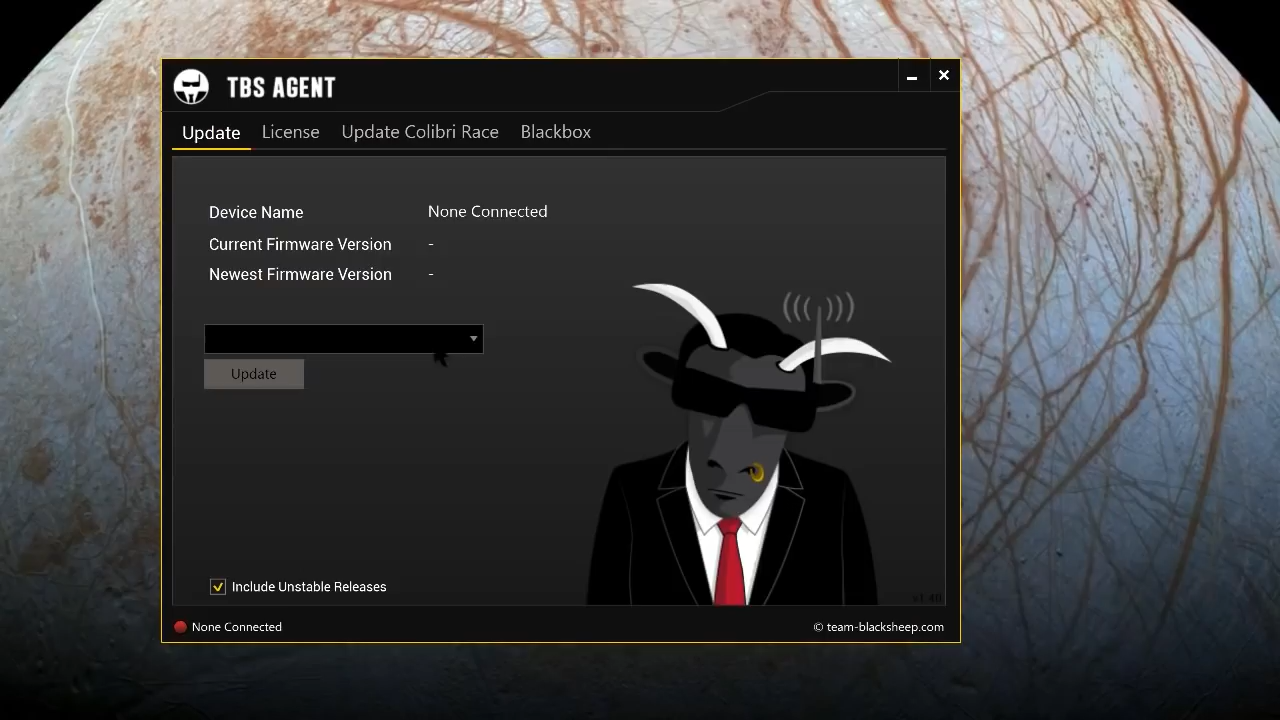 TBS AGENT
Update License Update Colibri Race Blackbox
Device Name None Connected
Current Firmware Version -
Newest Firmware Version -
Update
Include Unstable Releases
None Connected © team-blacksheep.com